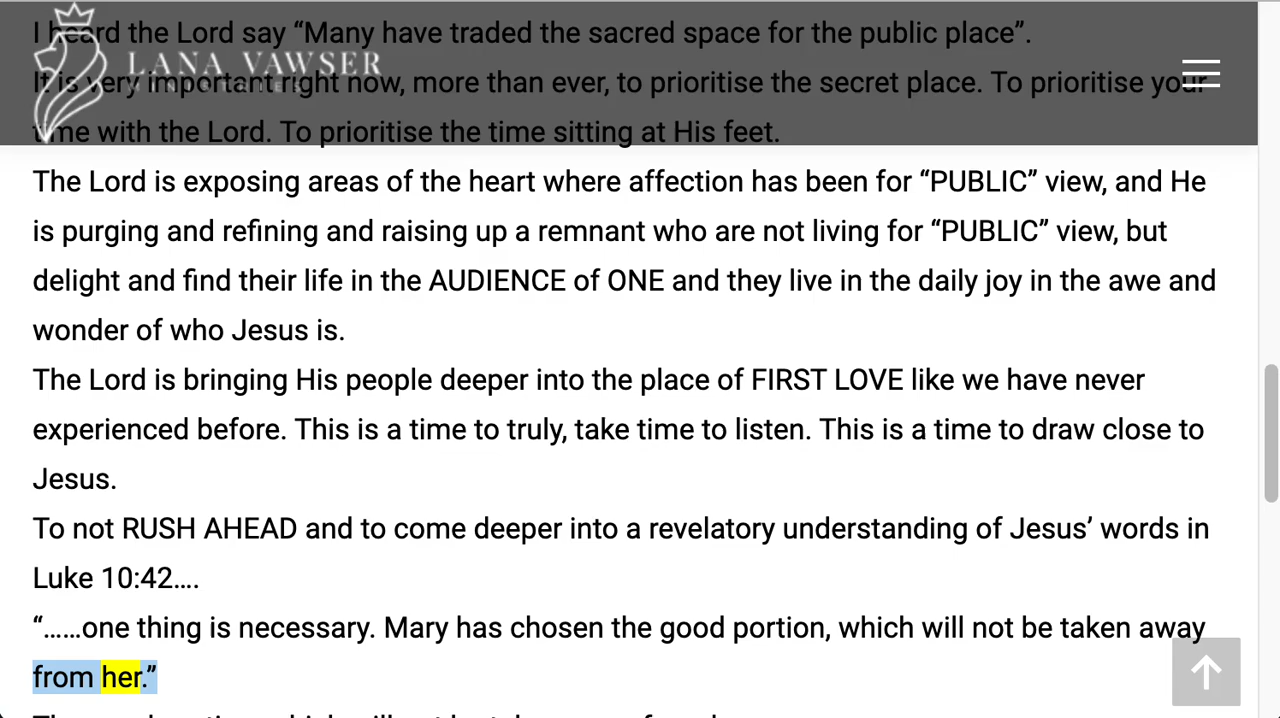 I heard the Lord say “Many have traded the sacred space for the public place”.
LANA VAWSER
MINISTRIES
It is very important right now, more than ever, to prioritise the secret place. To prioritise your
time with the Lord. To prioritise the time sitting at His feet.
The Lord is exposing areas of the heart where affection has been for “PUBLIC” view, and He
is purging and refining and raising up a remnant who are not living for “PUBLIC” view, but
delight and find their life in the AUDIENCE of ONE and they live in the daily joy in the awe and
wonder of who Jesus is.
The Lord is bringing His people deeper into the place of FIRST LOVE like we have never
experienced before. This is a time to truly, take time to listen. This is a time to draw close to
Jesus.
To not RUSH AHEAD and to come deeper into a revelatory understanding of Jesus’ words in
Luke 10:42….
“……one thing is necessary. Mary has chosen the good portion, which will not be taken away
from her.”